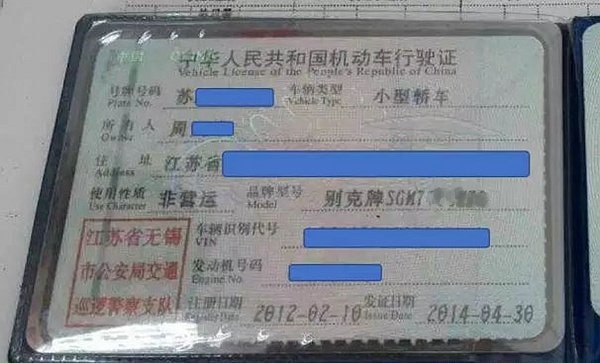 中华人民共和国机动车行驶证
Vehicle License of the People's Republic of China
号牌号码 苏 车辆类型 小型轿车
Plate No. Vehicle Type
所有人 周
Owner
住址 江苏省
Address
使用性质 非营运 品牌型号 别克牌SGM7
Use Character Model
江苏省无锡 车辆识别代号
VIN
市公安局交通 发动机号码
Engine No.
巡逻警察支队 注册日期 2012-02-10 发证日期 2014-04-30
Register Date Issue Date